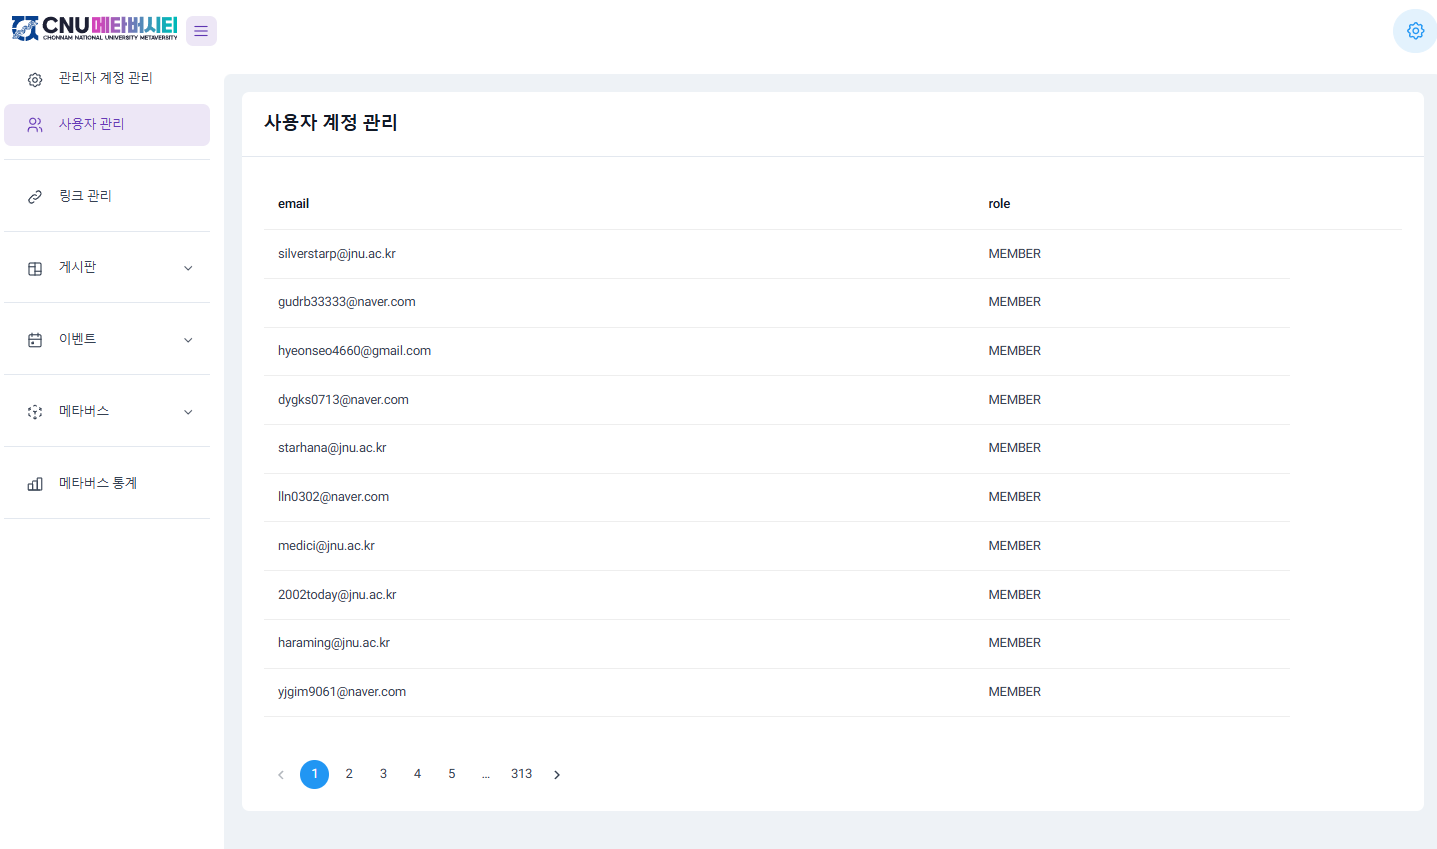 CNU메타버시티
CHONNAM NATIONAL UNIVERSITY METAVERSITY
관리자 계정 관리
사용자 관리
링크 관리
게시판
이벤트
메타버스
메타버스 통계
사용자 계정 관리
email role
silverstarp@jnu.ac.kr MEMBER
gudrb33333@naver.com MEMBER
hyeonseo4660@gmail.com MEMBER
dygks0713@naver.com MEMBER
starhana@jnu.ac.kr MEMBER
lln0302@naver.com MEMBER
medici@jnu.ac.kr MEMBER
2002today@jnu.ac.kr MEMBER
haraming@jnu.ac.kr MEMBER
yjgim9061@naver.com MEMBER
1 2 3 4 5 ... 313